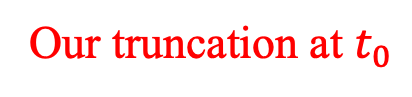 Our truncation at t₀